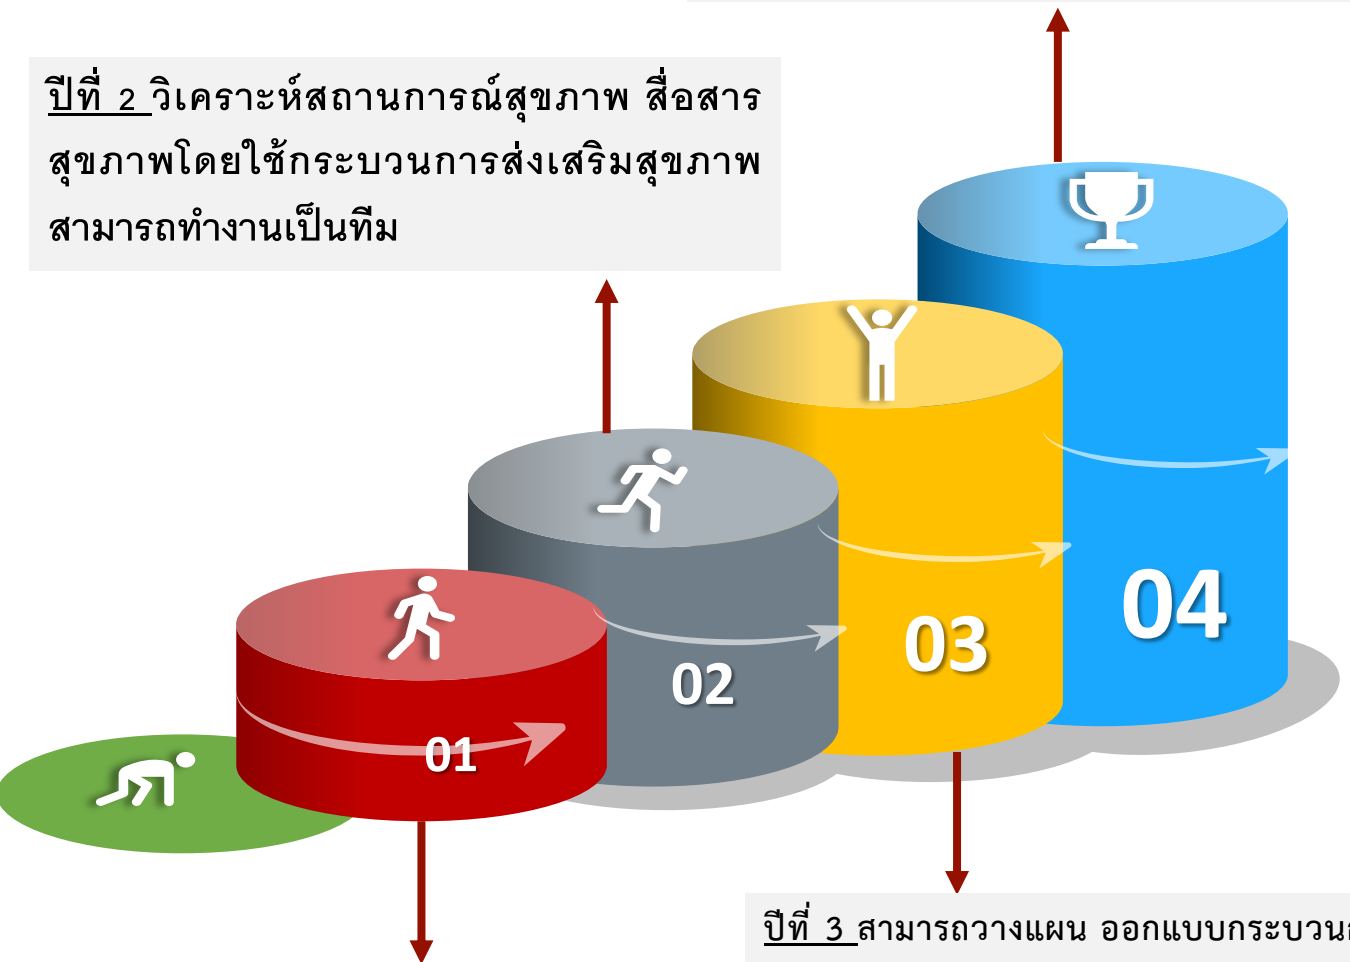 ปีที่ 2 วิเคราะห์สถานการณ์สุขภาพ สื่อสาร
สุขภาพโดยใช้กระบวนการส่งเสริมสุขภาพ
สามารถทำงานเป็นทีม
04
03
02
01
ปีที่ 3 สามารถวางแผน ออกแบบกระบวน